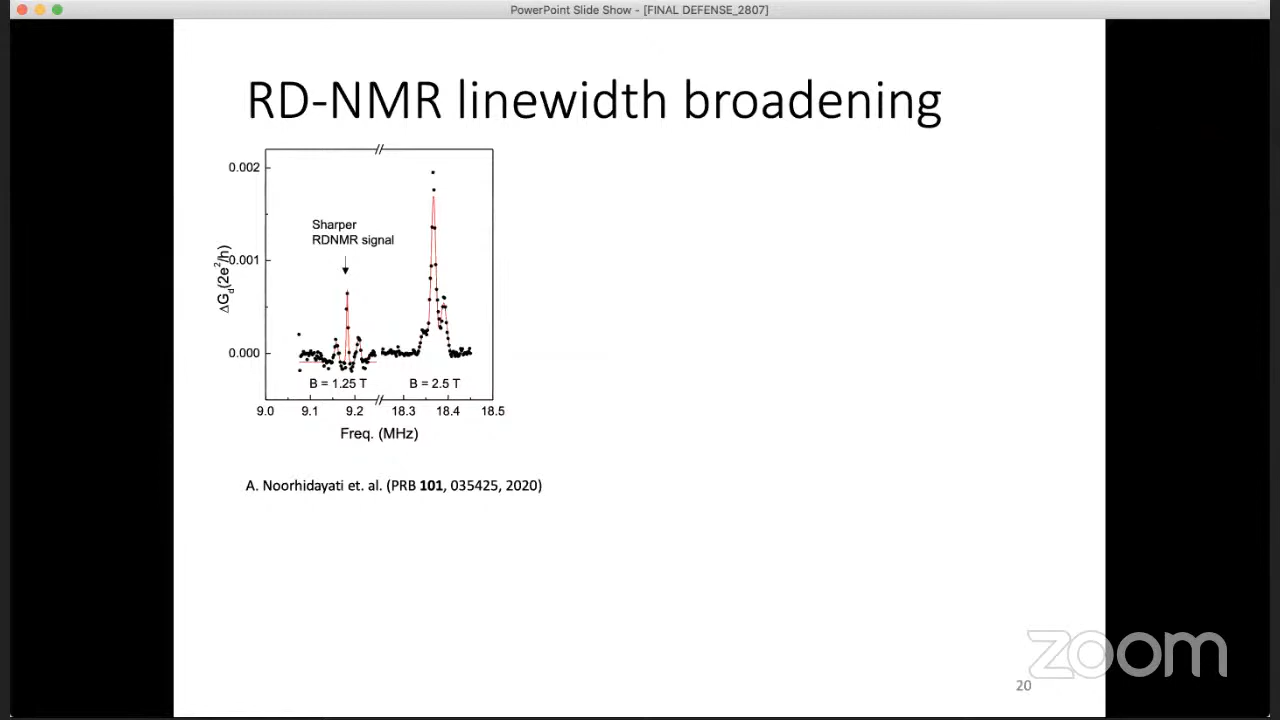 PowerPoint Slide Show - [FINAL DEFENSE_2807]
RD-NMR linewidth broadening
0.002
0.001
0.000
ΔG_d(2e²/h)
Sharper
RDNMR signal
B = 1.25 T
B = 2.5 T
9.0 9.1 9.2 18.3 18.4 18.5
Freq. (MHz)
A. Noorhidayati et. al. (PRB 101, 035425, 2020)
zoom
20